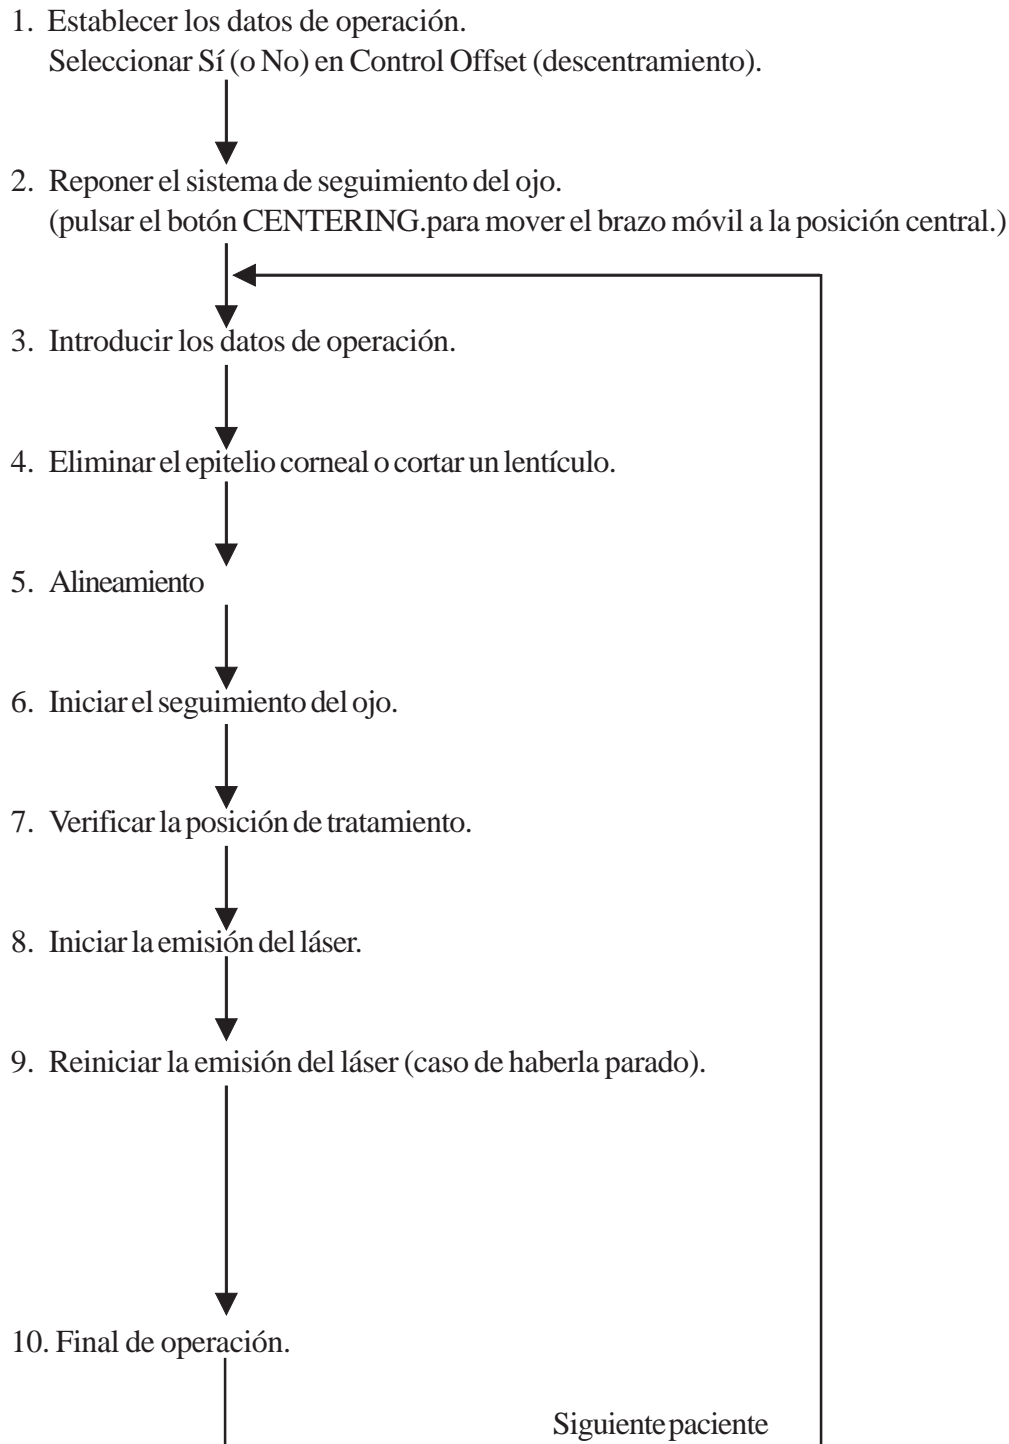 1. Establecer los datos de operación.
Seleccionar Sí (o No) en Control Offset (descentramiento).
2. Reponer el sistema de seguimiento del ojo.
(pulsar el botón CENTERING.para mover el brazo móvil a la posición central.)
3. Introducir los datos de operación.
4. Eliminar el epitelio corneal o cortar un lentículo.
5. Alineamiento
6. Iniciar el seguimiento del ojo.
7. Verificar la posición de tratamiento.
8. Iniciar la emisión del láser.
9. Reiniciar la emisión del láser (caso de haberla parado).
10. Final de operación.
Siguiente paciente